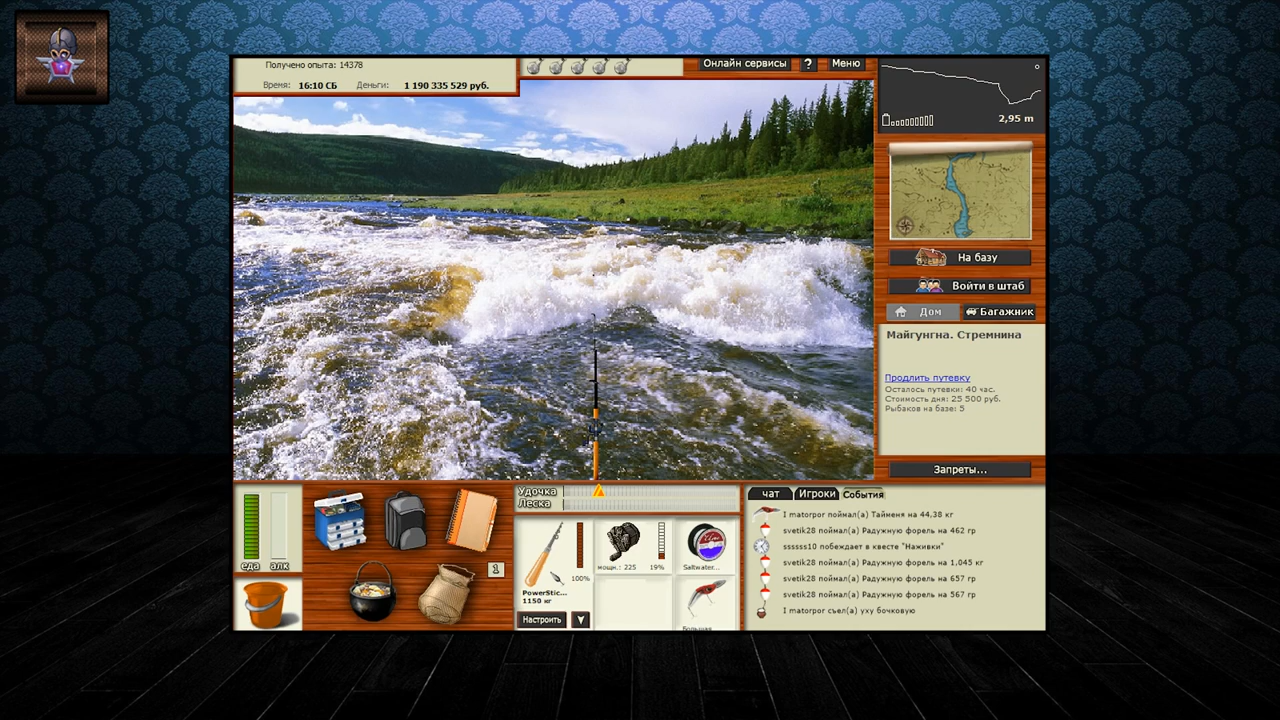 Получено опыта: 14378
Время: 16:10 СБ Деньги: 1 190 335 529 руб.
Онлайн сервисы
?
Меню
2,95 m
На базу
Войти в штаб
Дом
Багажник
Майгунгна. Стремнина
Продлить путевку
Осталось путевки: 40 час.
Стоимость дня: 25 500 руб.
Рыбаков на базе: 5
Запреты...
еда алк
1
Удочка
Леска
100%
PowerStic...
1150 кг
Настроить
мощн.: 225 19%
Saltwater...
Большая
чат Игроки События
I matorpor поймал(а) Тайменя на 44,38 кг
svetik28 поймал(а) Радужную форель на 462 гр
ssssss10 побеждает в квесте "Наживки"
svetik28 поймал(а) Радужную форель на 1,045 кг
svetik28 поймал(а) Радужную форель на 657 гр
svetik28 поймал(а) Радужную форель на 567 гр
I matorpor съел(а) уху бочковую